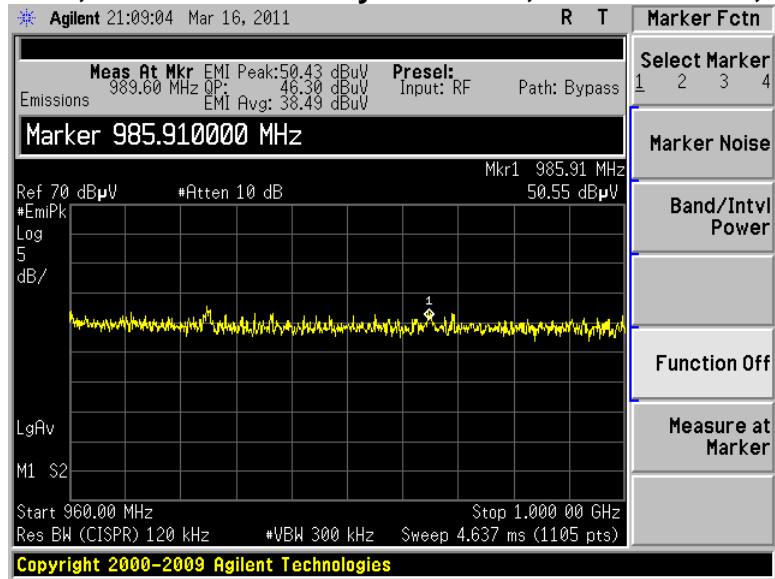 Agilent 21:09:04 Mar 16, 2011 R T
Marker Fctn
Meas At Mkr EMI Peak:50.43 dBuV Presel:
989.60 MHz QP: 46.30 dBuV Input: RF Path: Bypass
Emissions EMI Avg: 38.49 dBuV
Marker 985.910000 MHz
Mkr1 985.91 MHz
Ref 70 dBµV #Atten 10 dB 50.55 dBµV
#EmiPk
Log
5
dB/
1
LgAv
M1 S2
Start 960.00 MHz Stop 1.000 00 GHz
Res BW (CISPR) 120 kHz #VBW 300 kHz Sweep 4.637 ms (1105 pts)
Copyright 2000-2009 Agilent Technologies
Select Marker
1 2 3 4
Marker Noise
Band/Intvl
Power
Function Off
Measure at
Marker